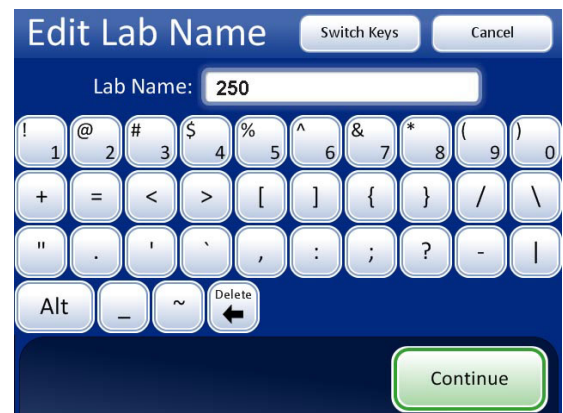 Edit Lab Name Switch Keys Cancel
Lab Name: 250
! 1 @ 2 # 3 $ 4 % 5 ^ 6 & 7 * 8 ( 9 ) 0
+ = < > [ ] { } / \
" . ' ` , : ; ? - |
Alt _ ~ Delete
Continue